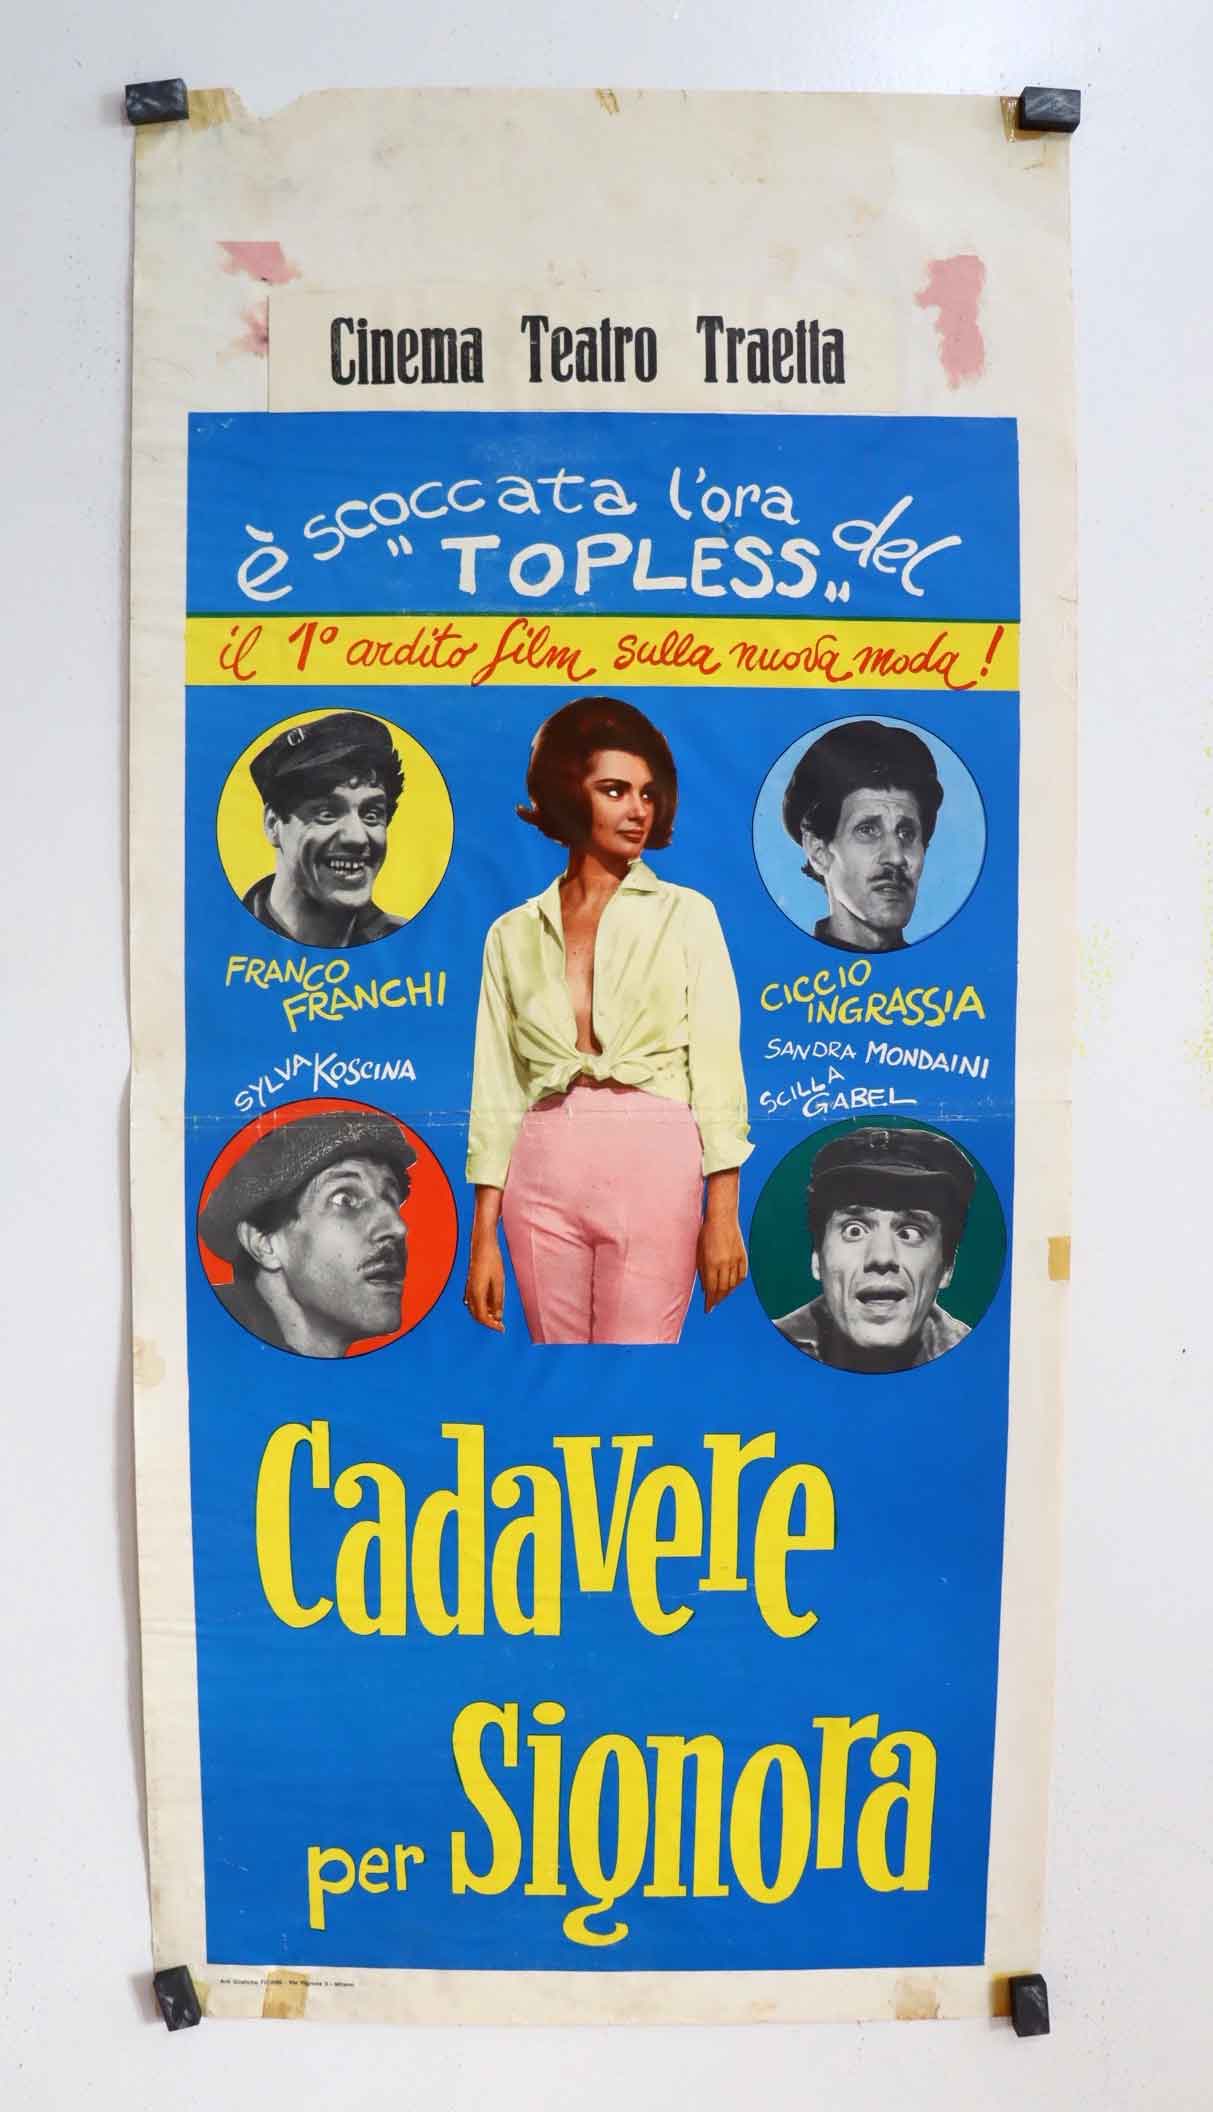 Cinema Teatro Traetta
è scoccata l'ora del
"TOPLESS„
il 1° ardito film sulla nuova moda!
FRANCO
FRANCHI
CICCIO
INGRASSIA
SYLVA KOSCINA
SANDRA MONDAINI
SCILLA
GABEL
Cadavere
per Signora
Milano